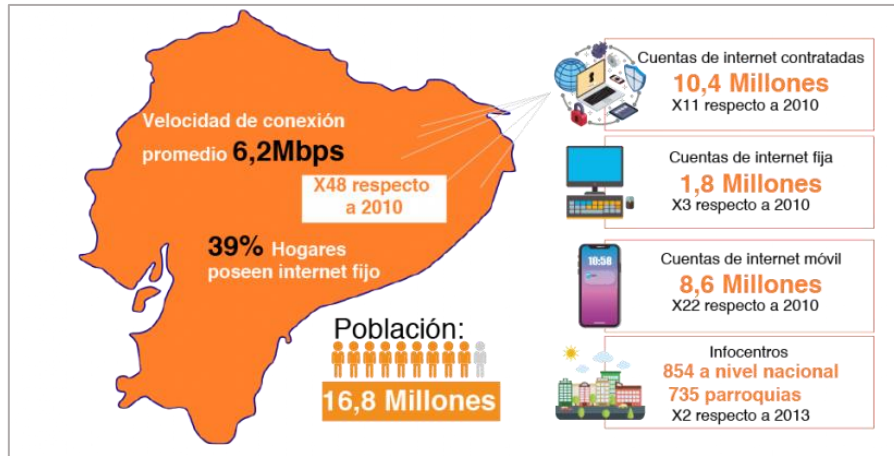 Velocidad de conexión
promedio 6,2Mbps
X48 respecto
a 2010
39% Hogares
poseen internet fijo
Población:
16,8 Millones
Cuentas de internet contratadas
10,4 Millones
X11 respecto a 2010
Cuentas de internet fija
1,8 Millones
X3 respecto a 2010
10:58
Cuentas de internet móvil
8,6 Millones
X22 respecto a 2010
Infocentros
854 a nivel nacional
735 parroquias
X2 respecto a 2013